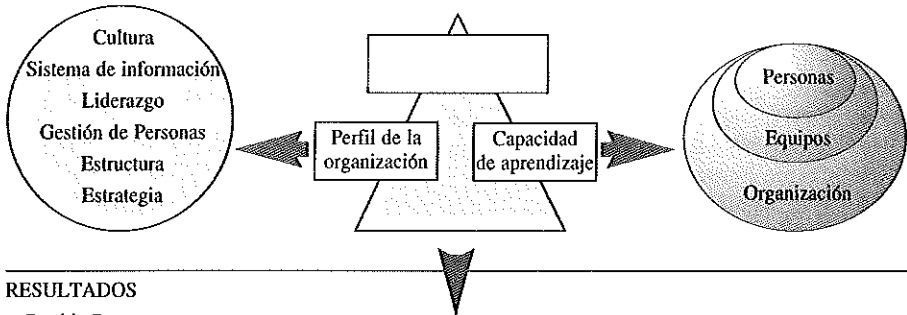 Cultura
Sistema de información
Liderazgo
Gestión de Personas
Estructura
Estrategia
Perfil de la
organización
Capacidad
de aprendizaje
Personas
Equipos
Organización
RESULTADOS